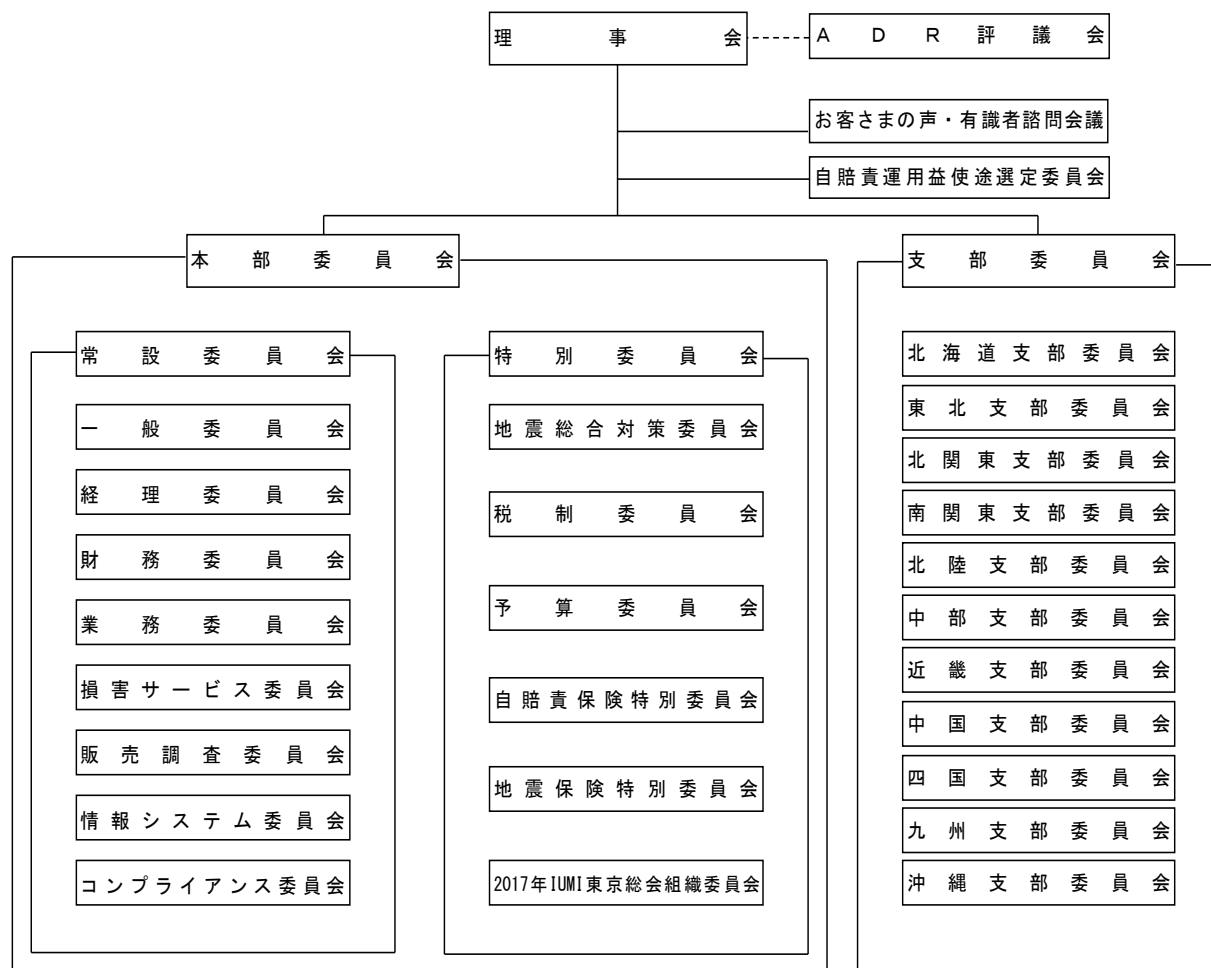 理事会
ＡＤＲ評議会
お客さまの声・有識者諮問会議
自賠責運用益使途選定委員会
本部委員会
支部委員会
常設委員会
一般委員会
経理委員会
財務委員会
業務委員会
損害サービス委員会
販売調査委員会
情報システム委員会
コンプライアンス委員会
特別委員会
地震総合対策委員会
税制委員会
予算委員会
自賠責保険特別委員会
地震保険特別委員会
2017年IUMI東京総会組織委員会
北海道支部委員会
東北支部委員会
北関東支部委員会
南関東支部委員会
北陸支部委員会
中部支部委員会
近畿支部委員会
中国支部委員会
四国支部委員会
九州支部委員会
沖縄支部委員会